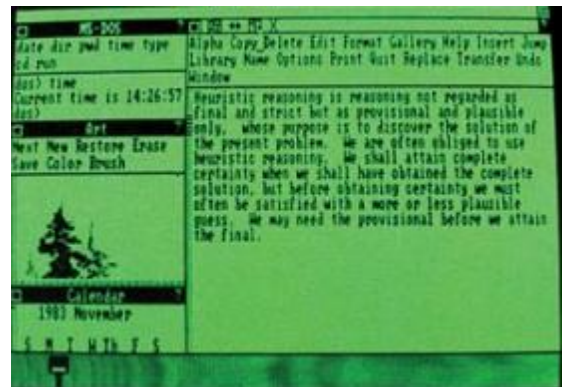 MS-DOS ?
date dir pwd time type
cd run
dos) time
Current time is 14:26:57
dos)
Art ?
Next New Restore Erase
Save Color Brush
Calendar ?
1983 November
S M T W Th F S
Alpha Copy Delete Edit Format Gallery Help Insert Jump
Library Name Options Print Quit Replace Transfer Undo
Window
Heuristic reasoning is reasoning not regarded as
final and strict but as provisional and plausible
only, whose purpose is to discover the solution of
the present problem. We are often obliged to use
heuristic reasoning. We shall attain complete
certainty when we shall have obtained the complete
solution, but before obtaining certainty we must
often be satisfied with a more or less plausible
guess. We may need the provisional before we attain
the final.